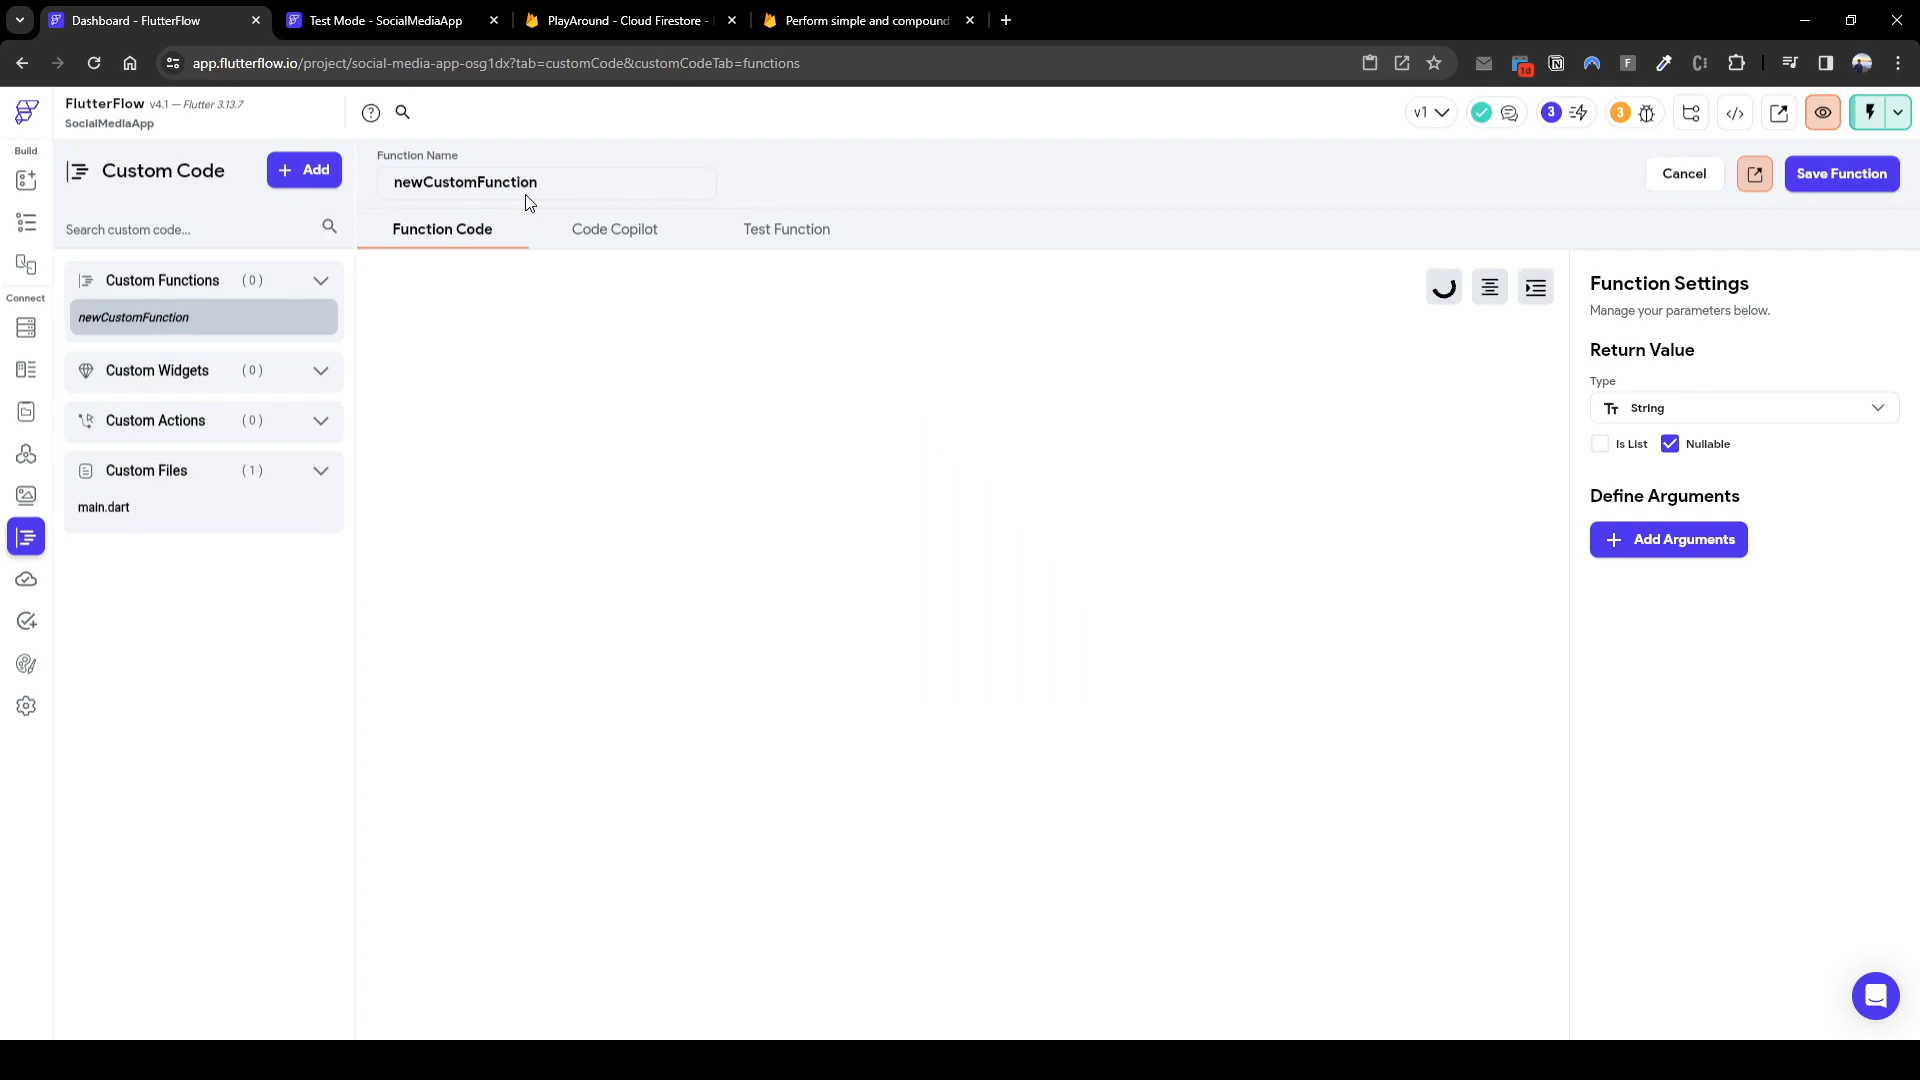 Dashboard - FlutterFlow
Test Mode - SocialMediaApp
PlayAround - Cloud Firestore -
Perform simple and compound
app.flutterflow.io/project/social-media-app-osg1dx?tab=customCode&customCodeTab=functions
1d
FlutterFlow v4.1 — Flutter 3.13.7
SocialMediaApp
v1
3
3
Build
Custom Code
+ Add
Function Name
newCustomFunction
Cancel
Save Function
Search custom code...
Function Code
Code Copilot
Test Function
Connect
Custom Functions (0)
newCustomFunction
Custom Widgets (0)
Custom Actions (0)
Custom Files (1)
main.dart
Function Settings
Manage your parameters below.
Return Value
Type
Tт String
Is List
Nullable
Define Arguments
+ Add Arguments